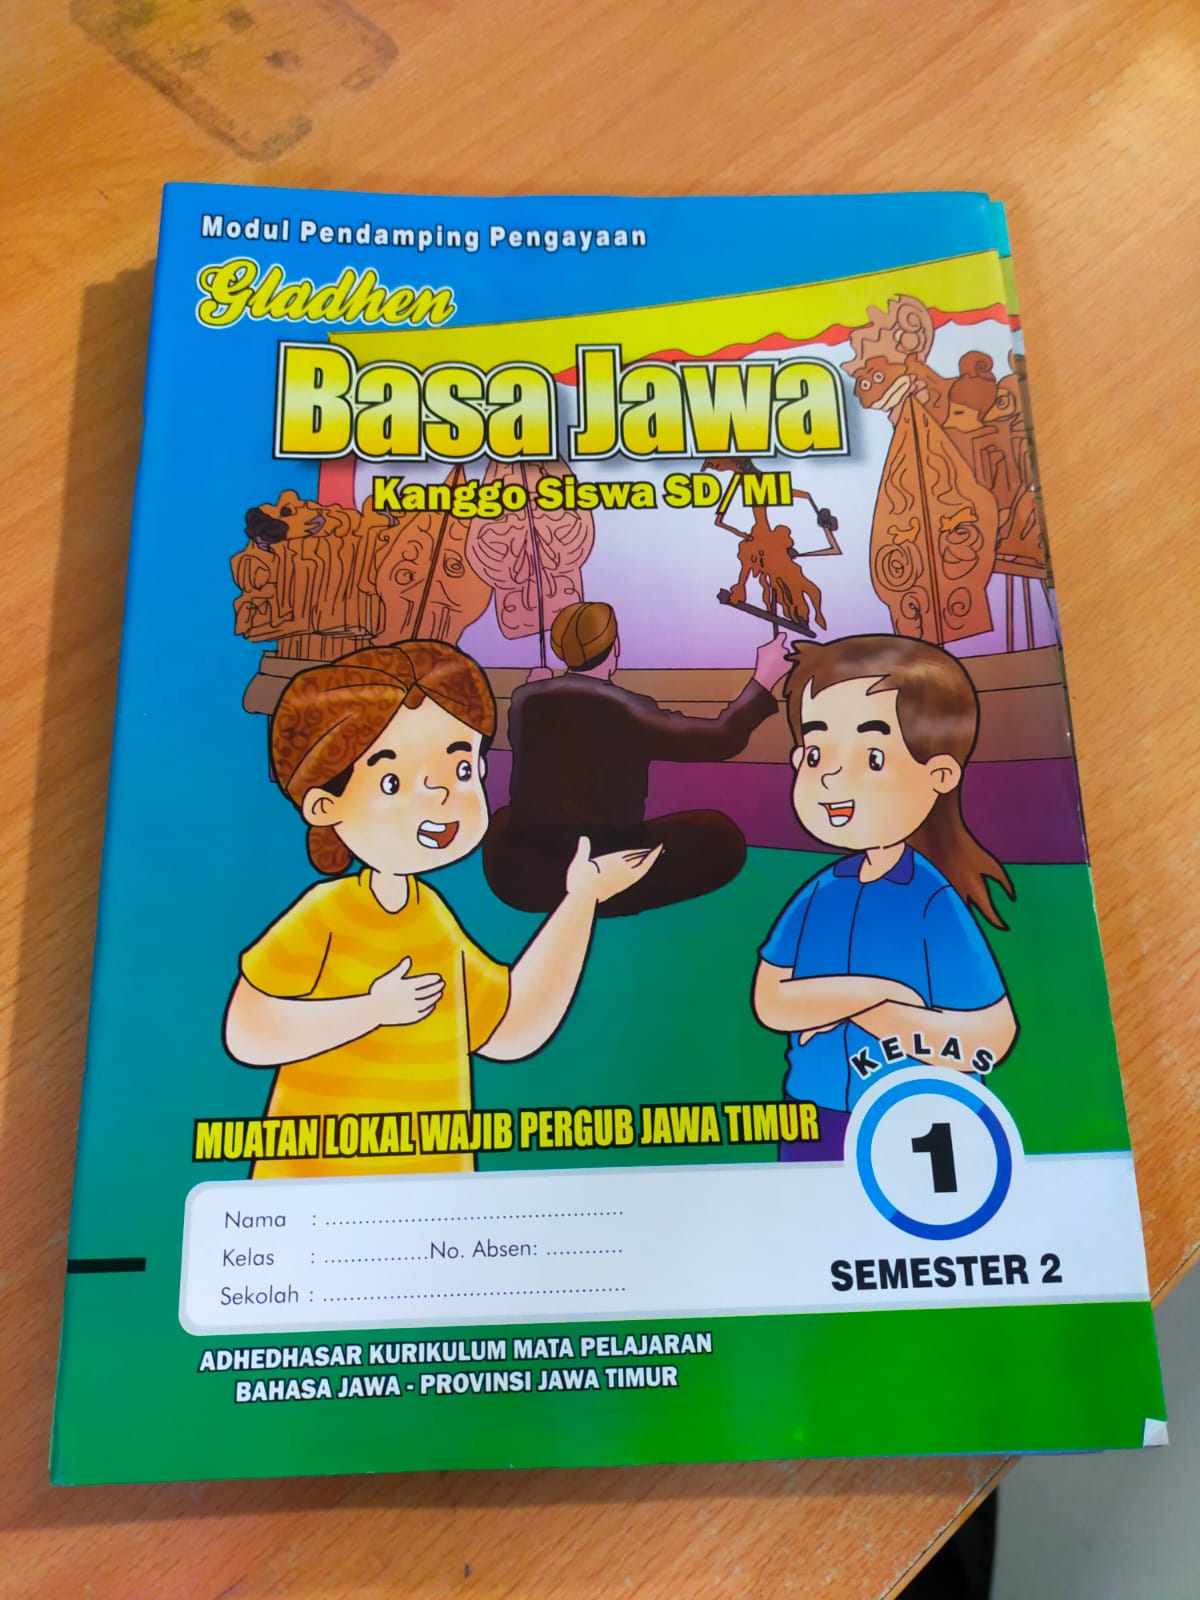 Modul Pendamping Pengayaan
Gladhen
Basa Jawa
Kanggo Siswa SD/MI
MUATAN LOKAL WAJIB PERGUB JAWA TIMUR
KELAS
1
SEMESTER 2
Nama : .............................................
Kelas : ................No. Absen: ............
Sekolah : ..............................................
ADHEDHASAR KURIKULUM MATA PELAJARAN
BAHASA JAWA - PROVINSI JAWA TIMUR